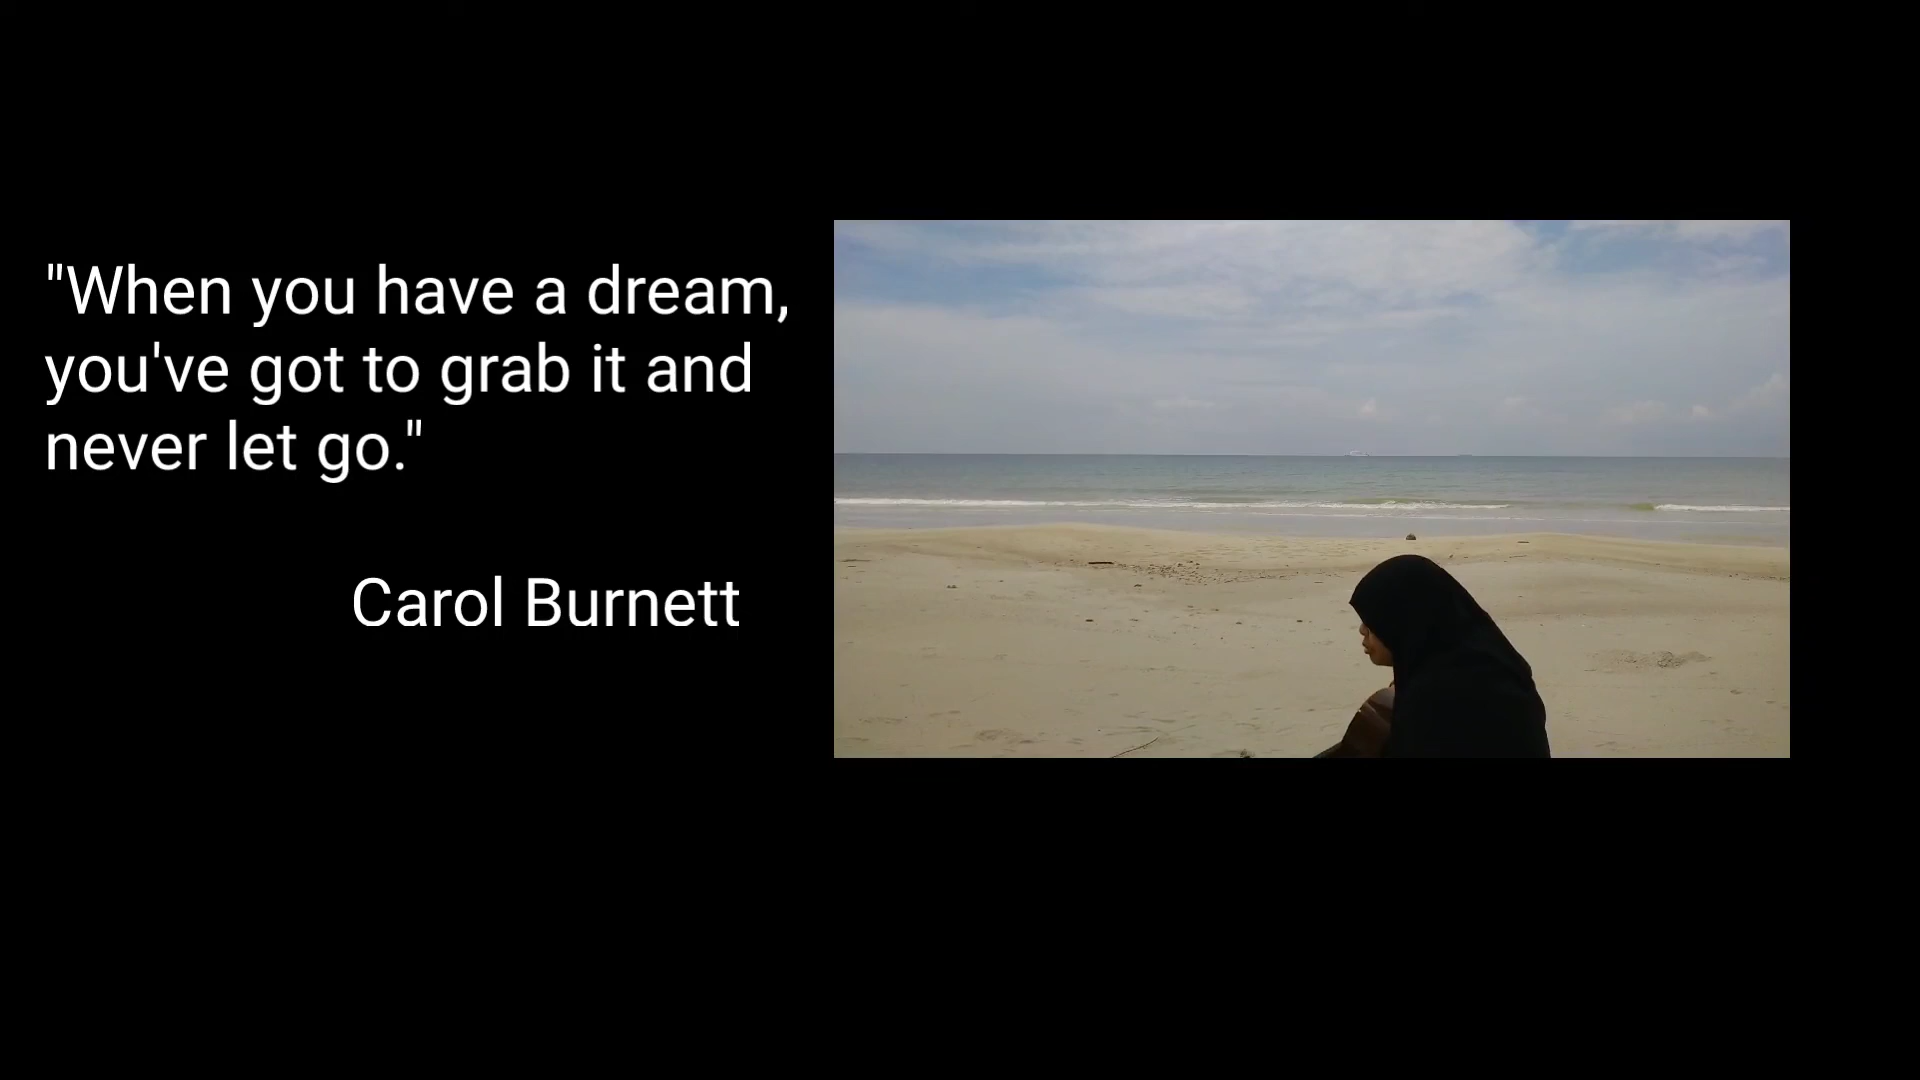 "When you have a dream,
you've got to grab it and
never let go."
Carol Burnett